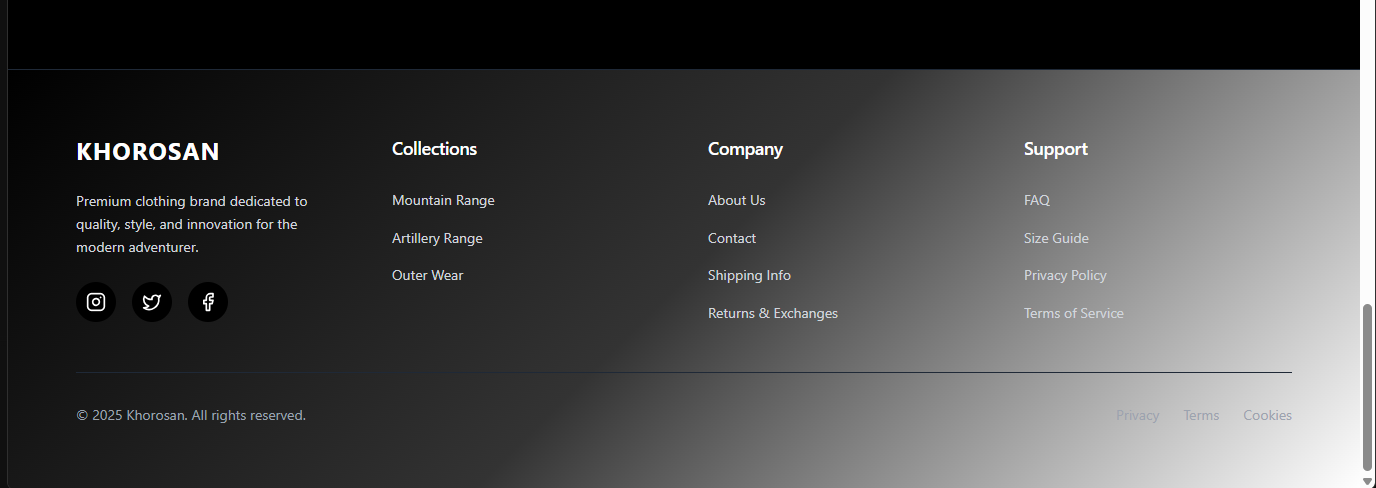 KHOROSAN
Premium clothing brand dedicated to
quality, style, and innovation for the
modern adventurer.
Collections
Mountain Range
Artillery Range
Outer Wear
Company
About Us
Contact
Shipping Info
Returns & Exchanges
Support
FAQ
Size Guide
Privacy Policy
Terms of Service
© 2025 Khorosan. All rights reserved.
Privacy Terms Cookies